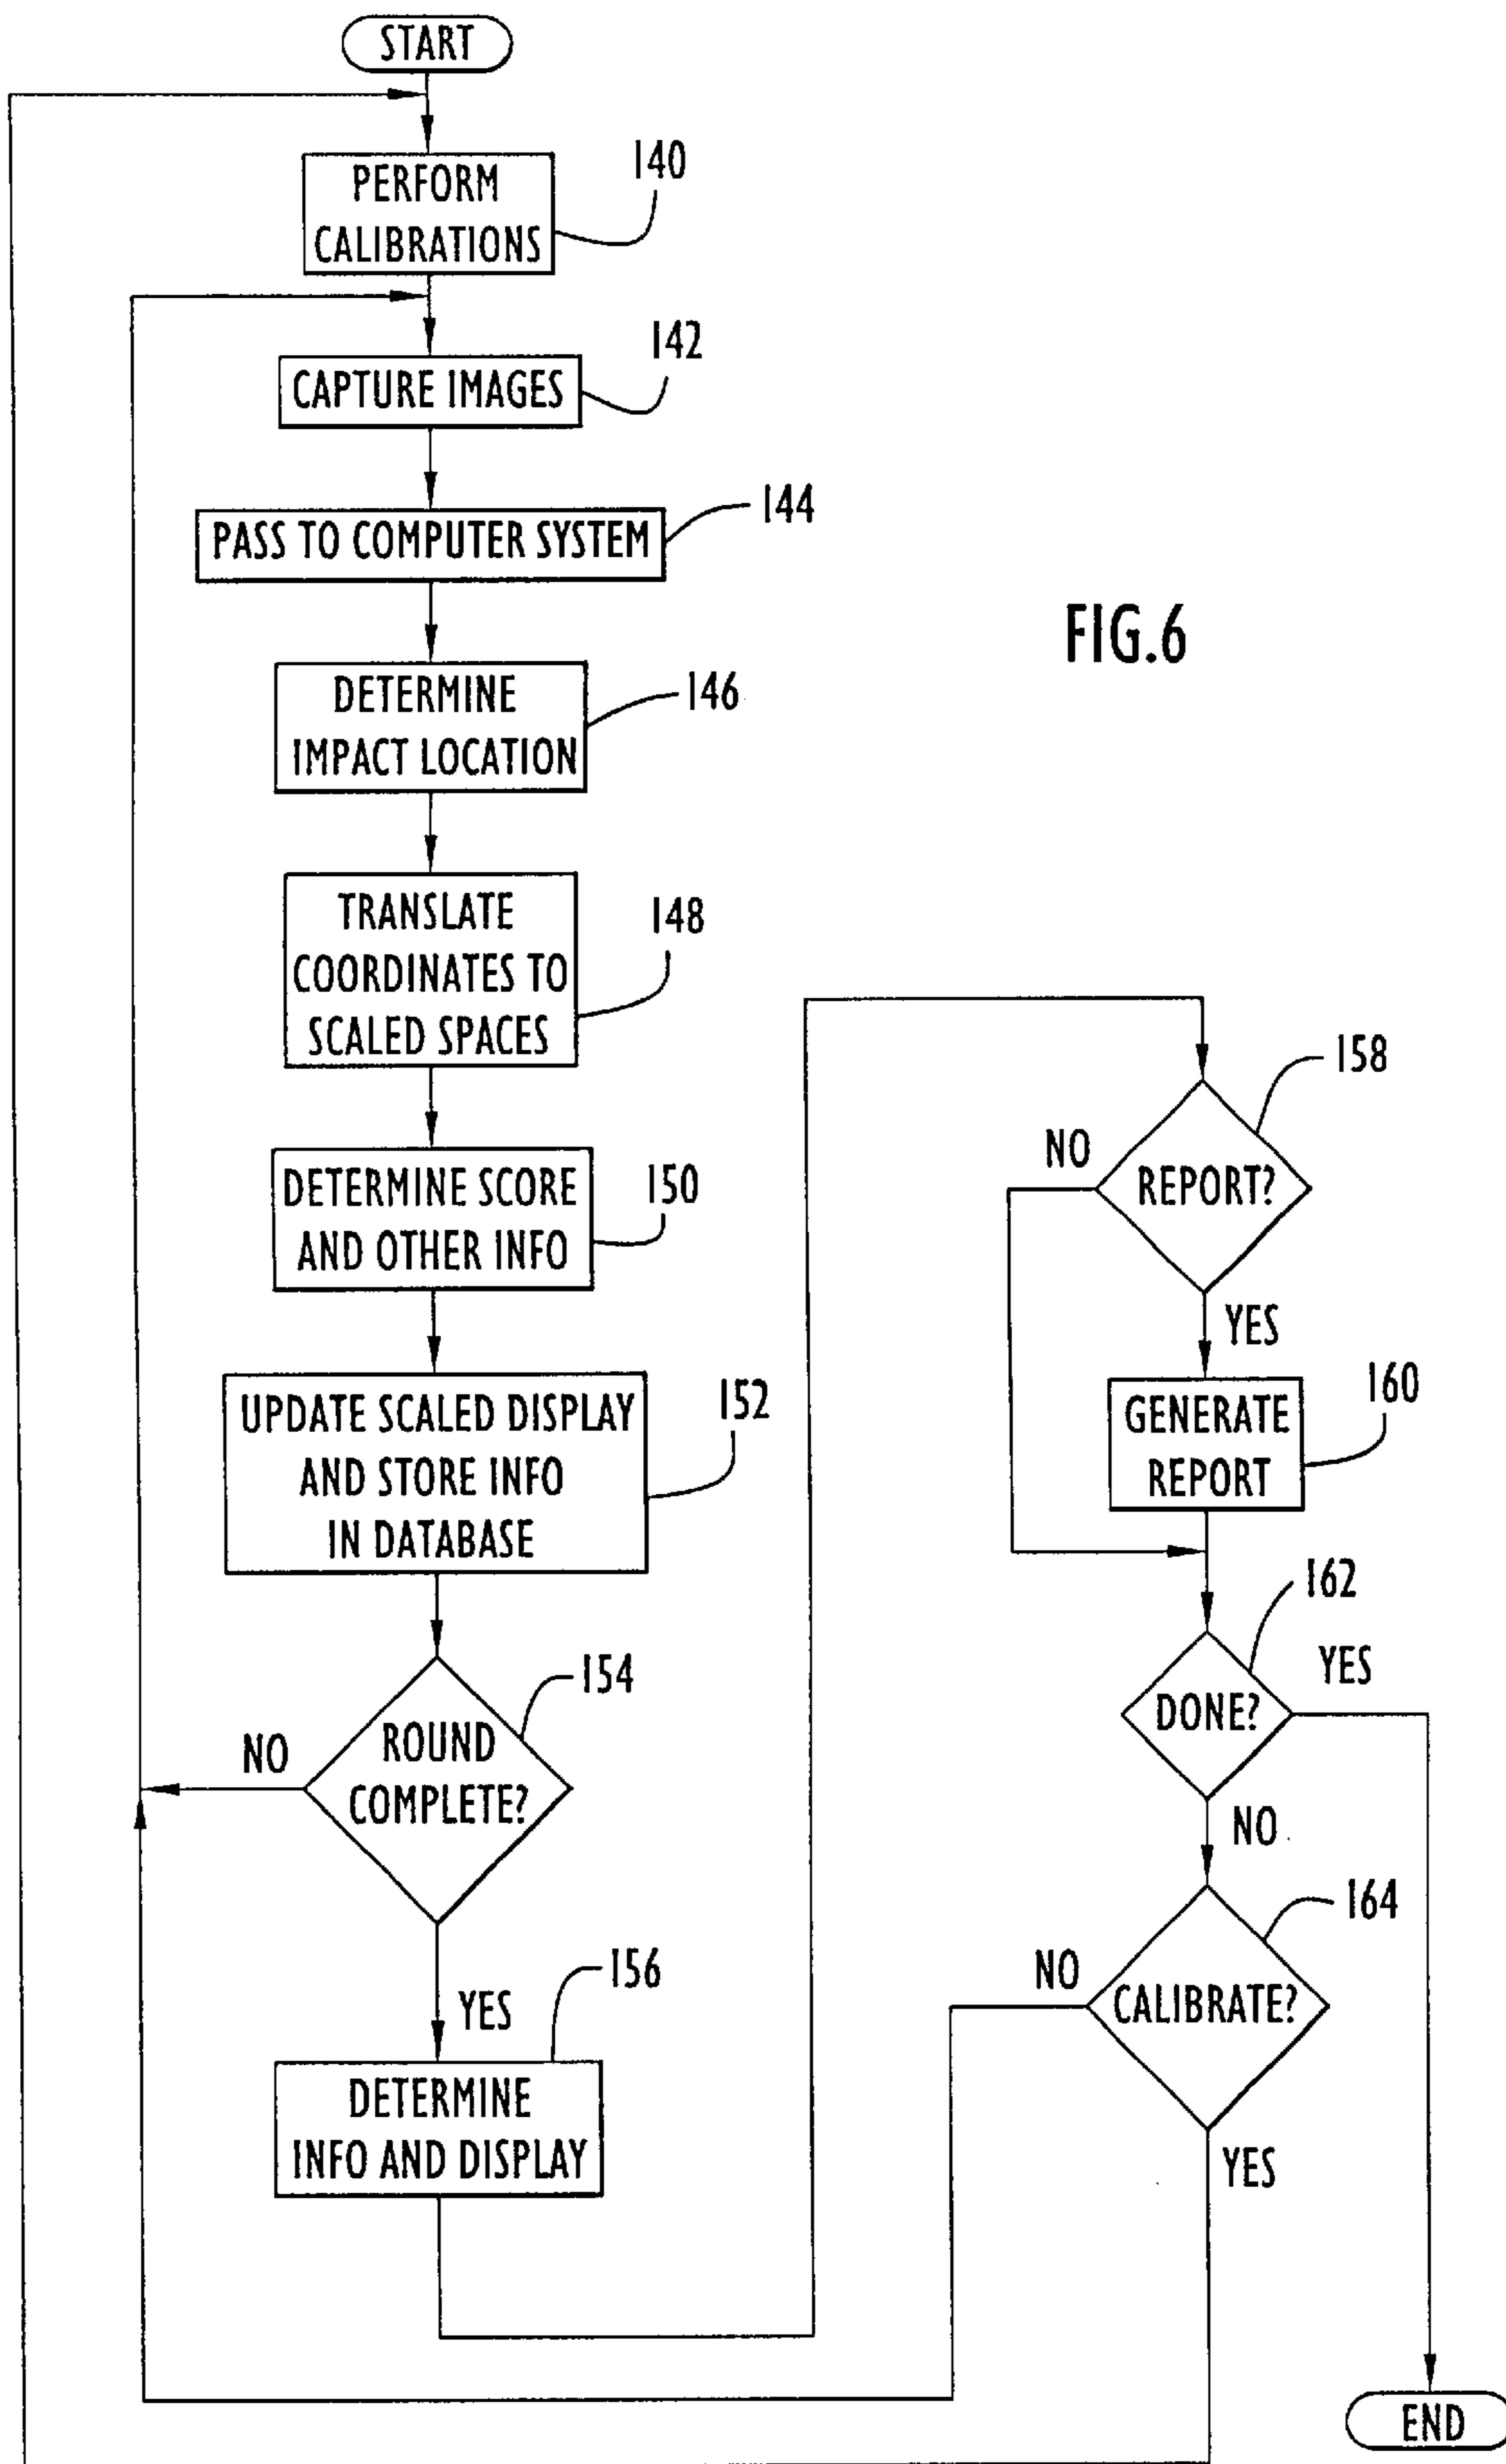 START
PERFORM
CALIBRATIONS
140
CAPTURE IMAGES
142
PASS TO COMPUTER SYSTEM
144
FIG.6
DETERMINE
IMPACT LOCATION
146
TRANSLATE
COORDINATES TO
SCALED SPACES
148
DETERMINE SCORE
AND OTHER INFO
150
UPDATE SCALED DISPLAY
AND STORE INFO
IN DATABASE
152
ROUND
COMPLETE?
154
NO
YES
DETERMINE
INFO AND DISPLAY
156
REPORT?
158
NO
YES
GENERATE
REPORT
160
DONE?
162
YES
NO
CALIBRATE?
164
NO
YES
END